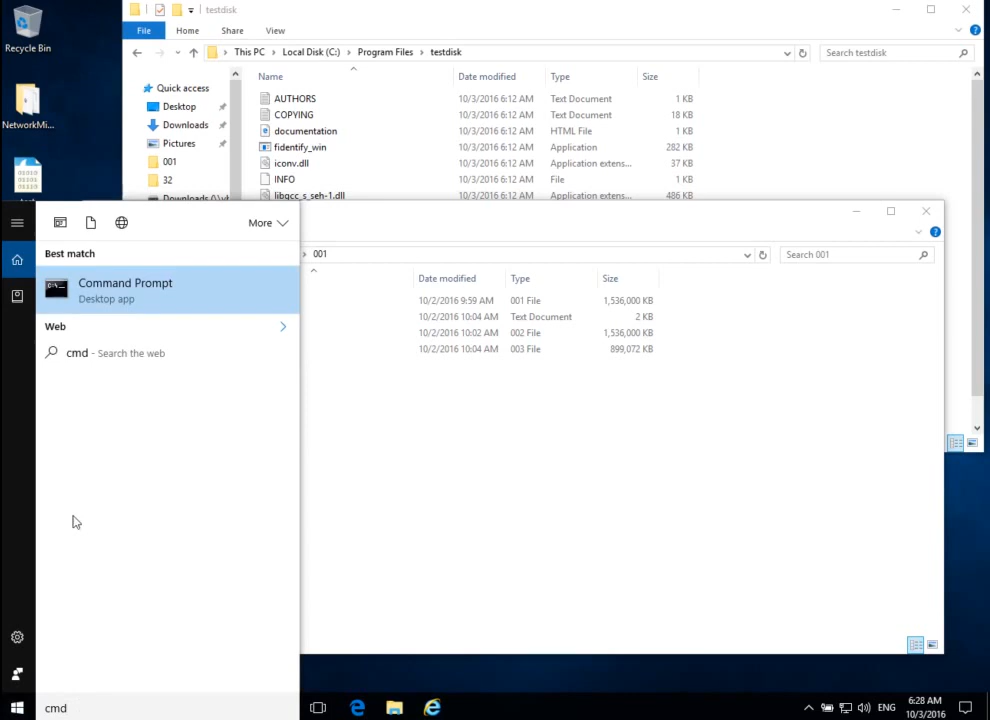 Recycle Bin
NetworkMi...
testdisk
File Home Share View
This PC > Local Disk (C:) > Program Files > testdisk
Search testdisk
Quick access
Desktop
Downloads
Pictures
001
32
Name Date modified Type Size
AUTHORS 10/3/2016 6:12 AM Text Document 1 KB
COPYING 10/3/2016 6:12 AM Text Document 18 KB
documentation 10/3/2016 6:12 AM HTML File 1 KB
fidentify_win 10/3/2016 6:12 AM Application 282 KB
iconv.dll 10/3/2016 6:12 AM Application extens... 37 KB
INFO 10/3/2016 6:12 AM File 1 KB
libgcc_s_seh-1.dll 10/3/2016 6:12 AM Application extens... 486 KB
More
Best match
Command Prompt
Desktop app
Web
cmd - Search the web
> 001
Search 001
Date modified Type Size
10/2/2016 9:59 AM 001 File 1,536,000 KB
10/2/2016 10:04 AM Text Document 2 KB
10/2/2016 10:02 AM 002 File 1,536,000 KB
10/2/2016 10:04 AM 003 File 899,072 KB
cmd
ENG
6:28 AM
10/3/2016